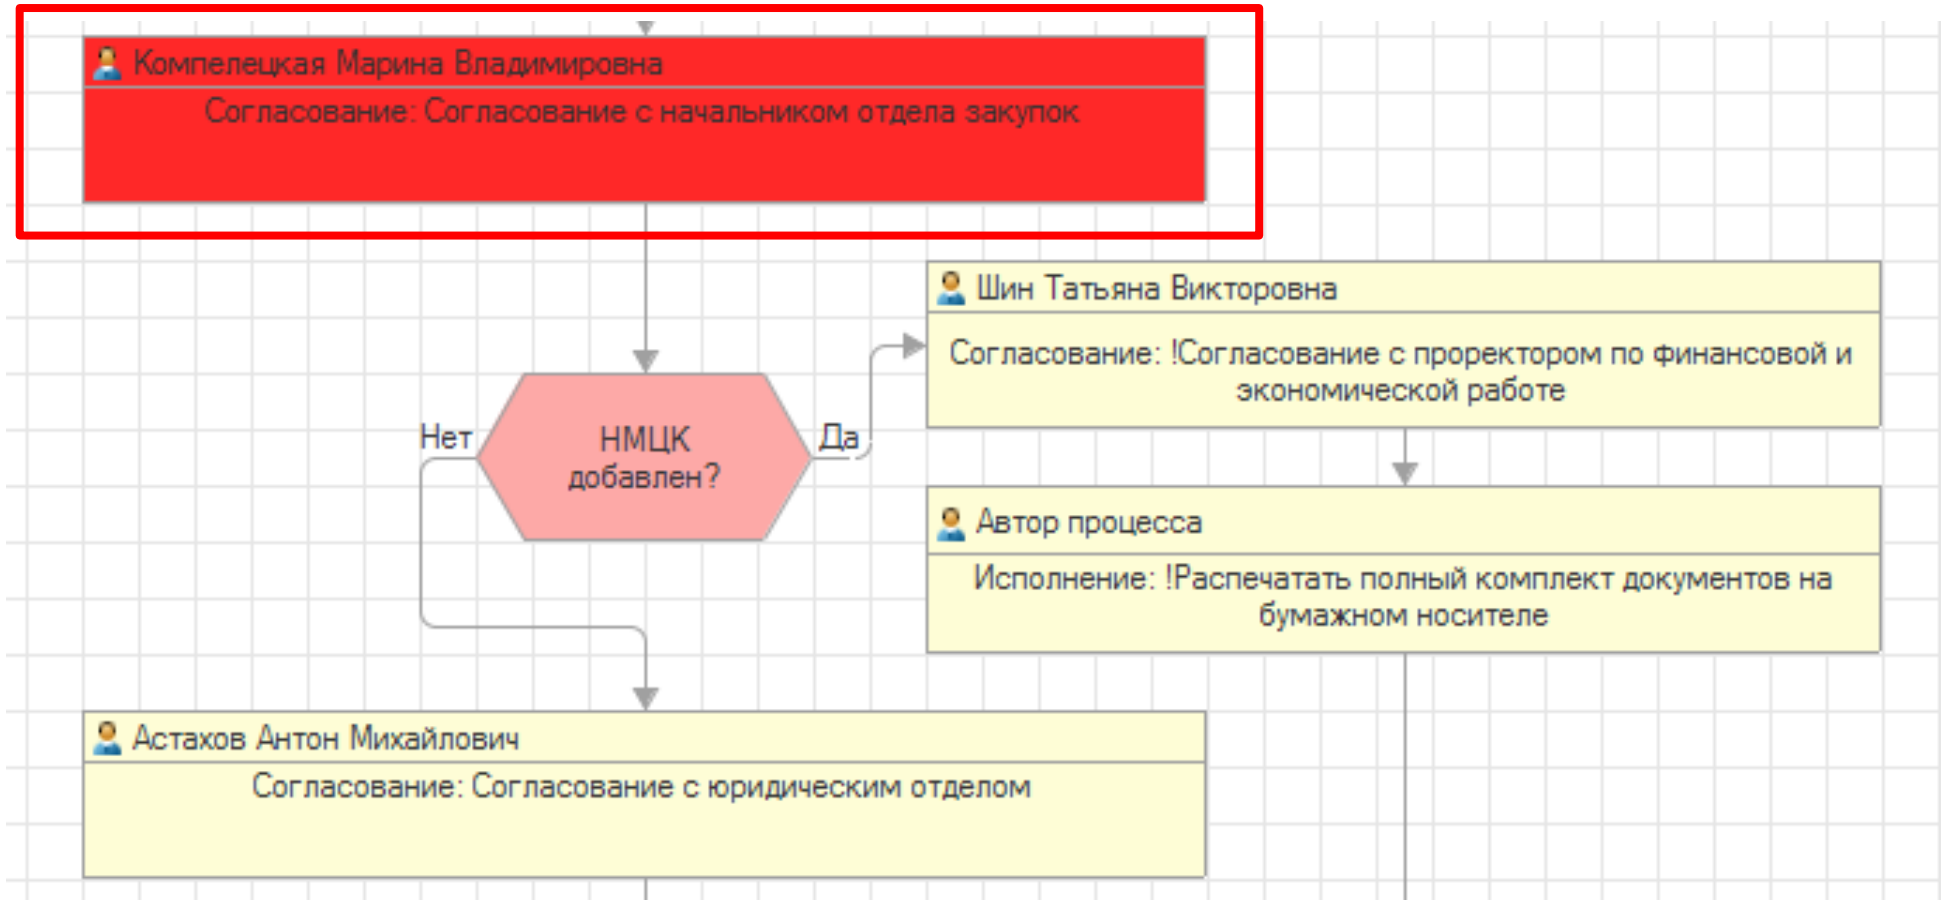 Компелецкая Марина Владимировна
Согласование: Согласование с начальником отдела закупок
Шин Татьяна Викторовна
Согласование: !Согласование с проректором по финансовой и
экономической работе
Нет
НМЦК
добавлен?
Да
Автор процесса
Исполнение: !Распечатать полный комплект документов на
бумажном носителе
Астахов Антон Михайлович
Согласование: Согласование с юридическим отделом